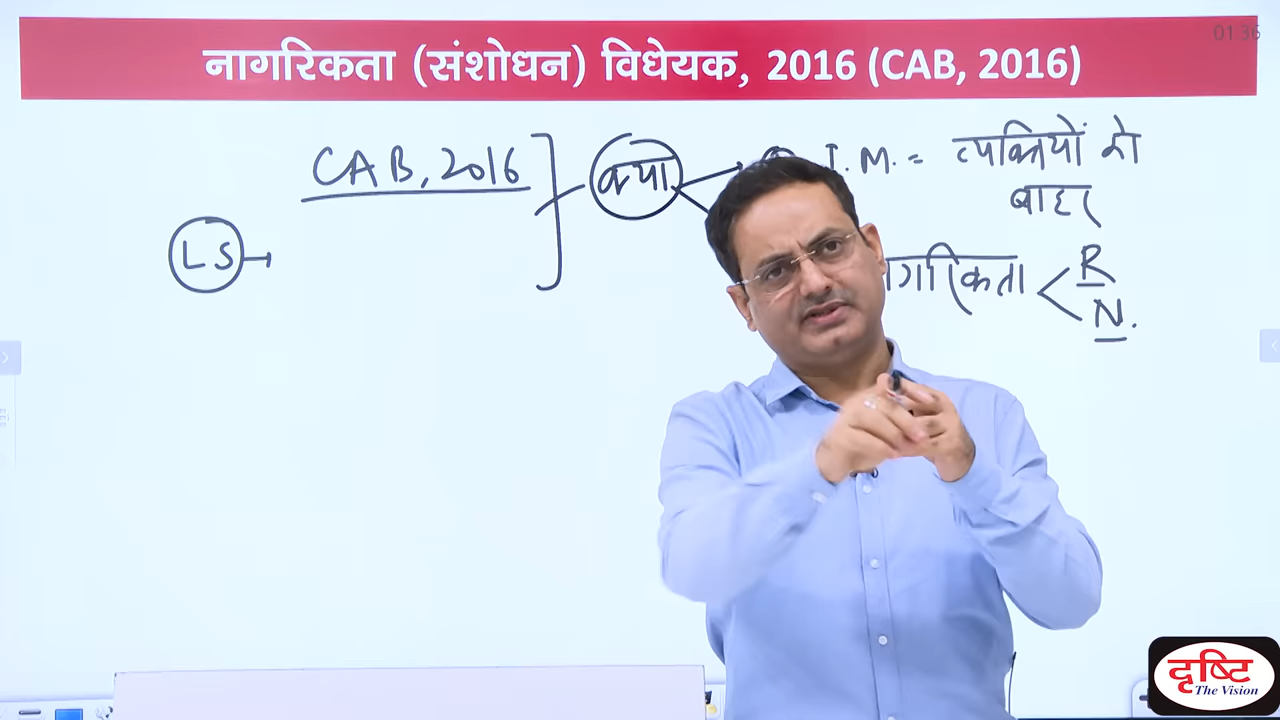 01:36
नागरिकता (संशोधन) विधेयक, 2016 (CAB, 2016)
CAB, 2016
क्या
I.M. = व्यक्तियों को
बाहर
LS
गरिकता
R
N.
दृष्टि
The Vision